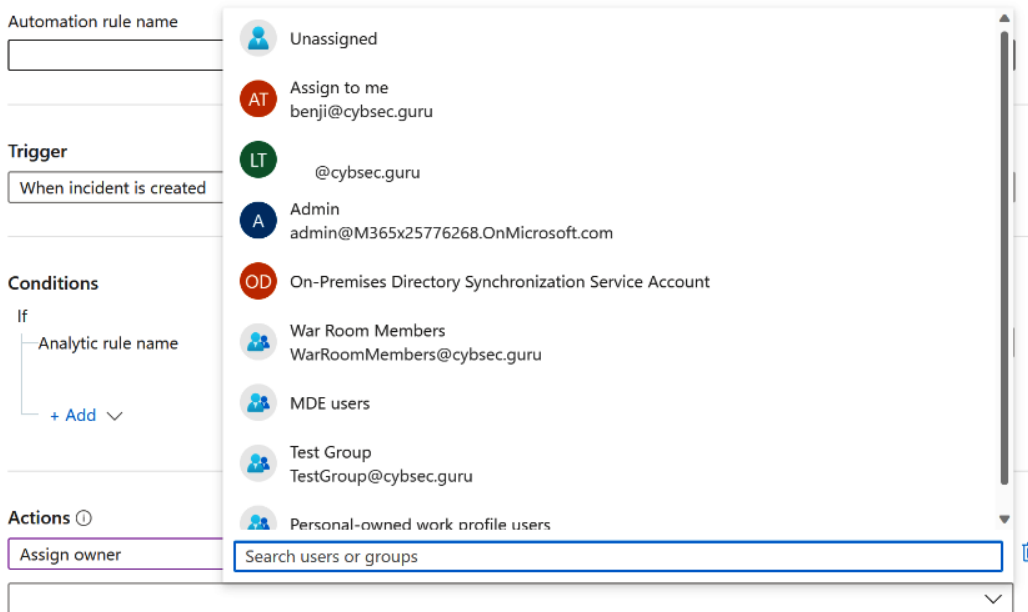 Automation rule name
Trigger
When incident is created
Conditions
If
Analytic rule name
+ Add
Actions
Assign owner
Unassigned
AT
Assign to me
benji@cybsec.guru
LT
@cybsec.guru
A
Admin
admin@M365x25776268.OnMicrosoft.com
OD
On-Premises Directory Synchronization Service Account
War Room Members
WarRoomMembers@cybsec.guru
MDE users
Test Group
TestGroup@cybsec.guru
Personal-owned work profile users
Search users or groups